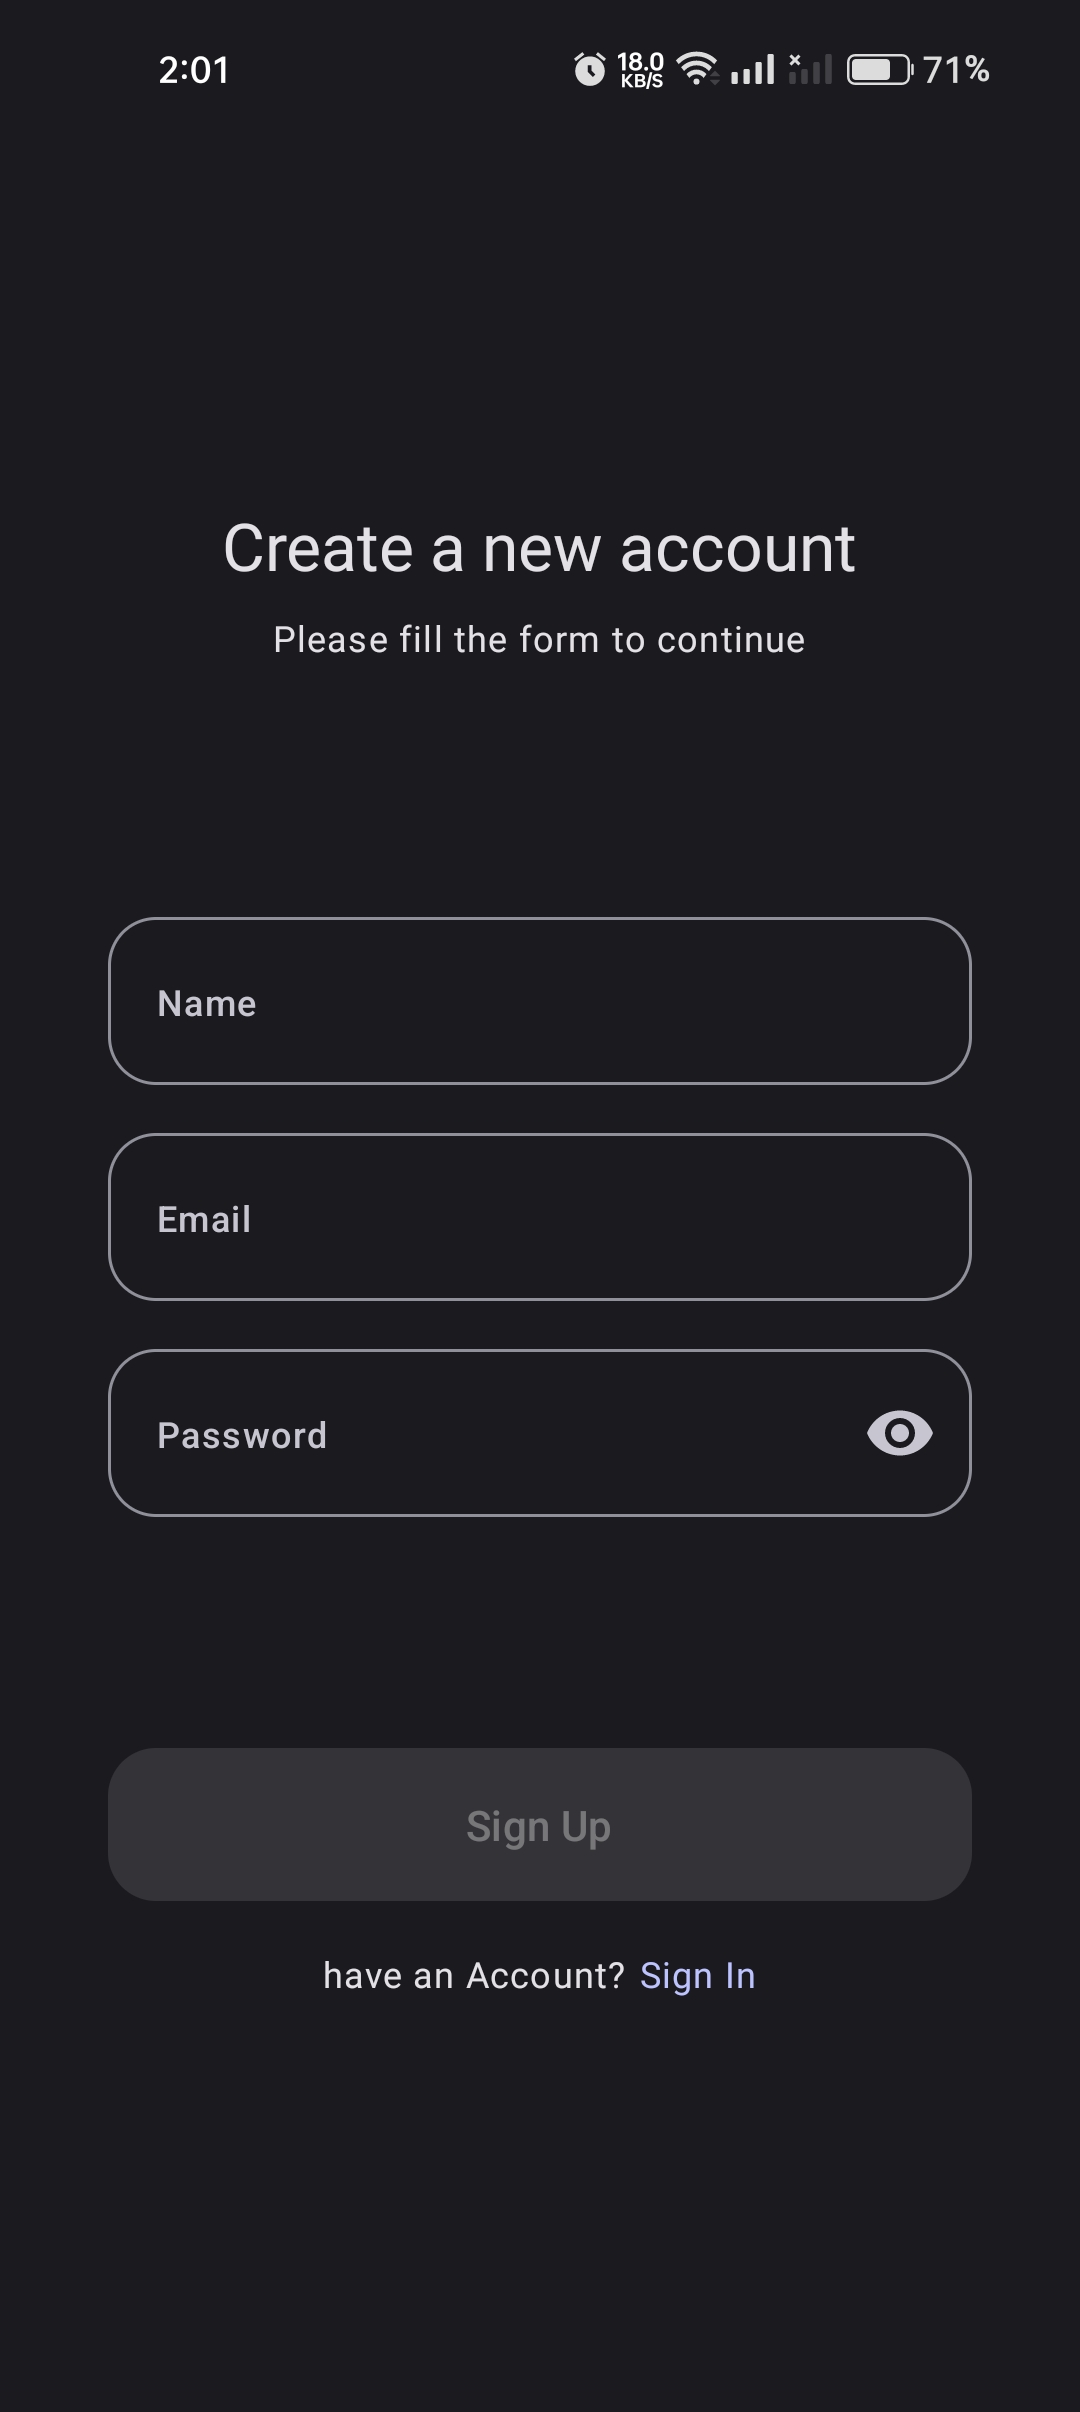 2:01 18.0 KB/S 71%
Create a new account
Please fill the form to continue
Name
Email
Password
Sign Up
have an Account? Sign In